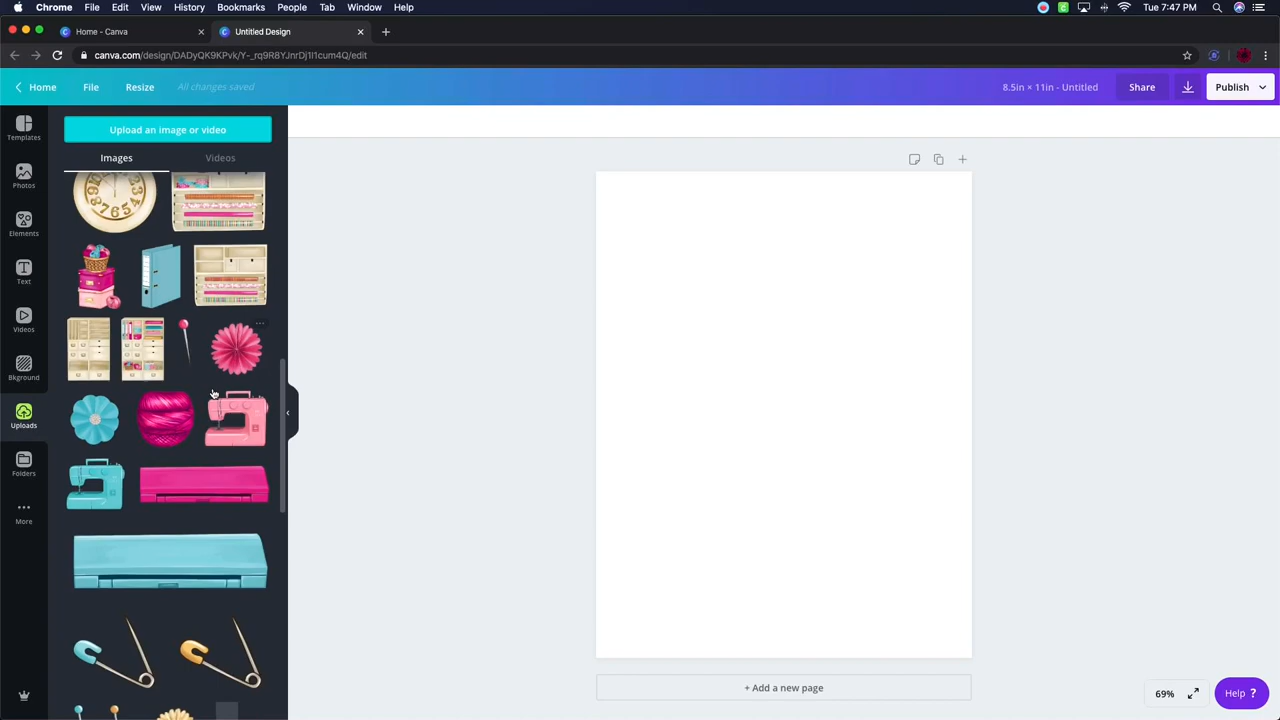 Chrome File Edit View History Bookmarks People Tab Window Help Tue 7:47 PM
Home - Canva Untitled Design
canva.com/design/DADyQK9KPvk/Y-_rq9R8YJnrDj1l1cum4Q/edit
Home File Resize All changes saved 8.5in × 11in - Untitled Share Publish
Templates
Photos
Elements
Text
Videos
Bkground
Uploads
Folders
More
Upload an image or video
Images Videos
+ Add a new page
69% Help ?